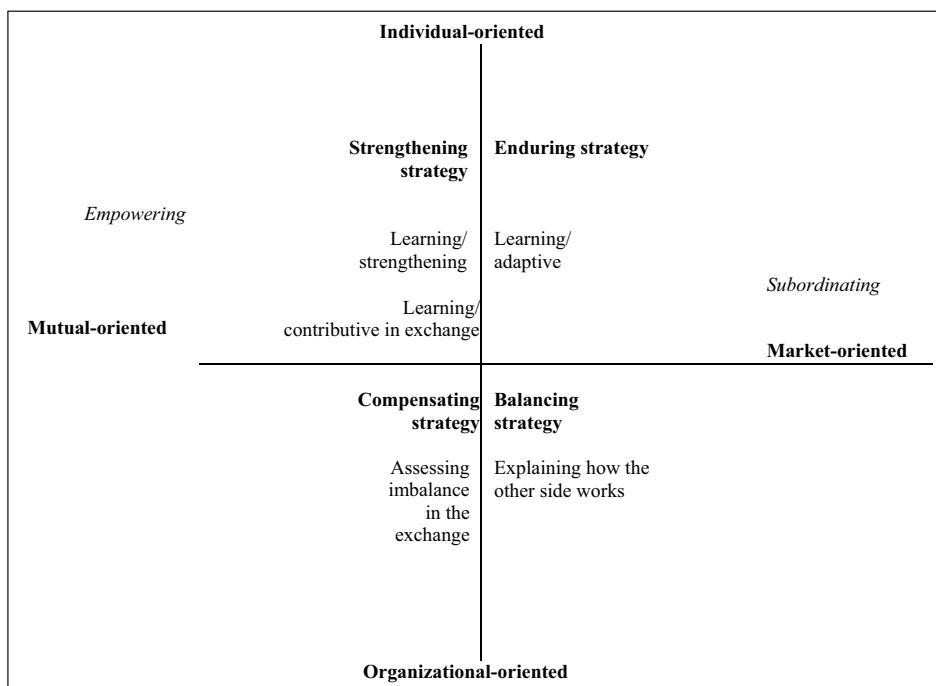 Individual-oriented
Strengthening
strategy
Enduring strategy
Empowering
Learning/
strengthening
Learning/
adaptive
Subordinating
Learning/
contributive in exchange
Mutual-oriented
Market-oriented
Compensating
strategy
Balancing
strategy
Assessing
imbalance
in the
exchange
Explaining how the
other side works
Organizational-oriented